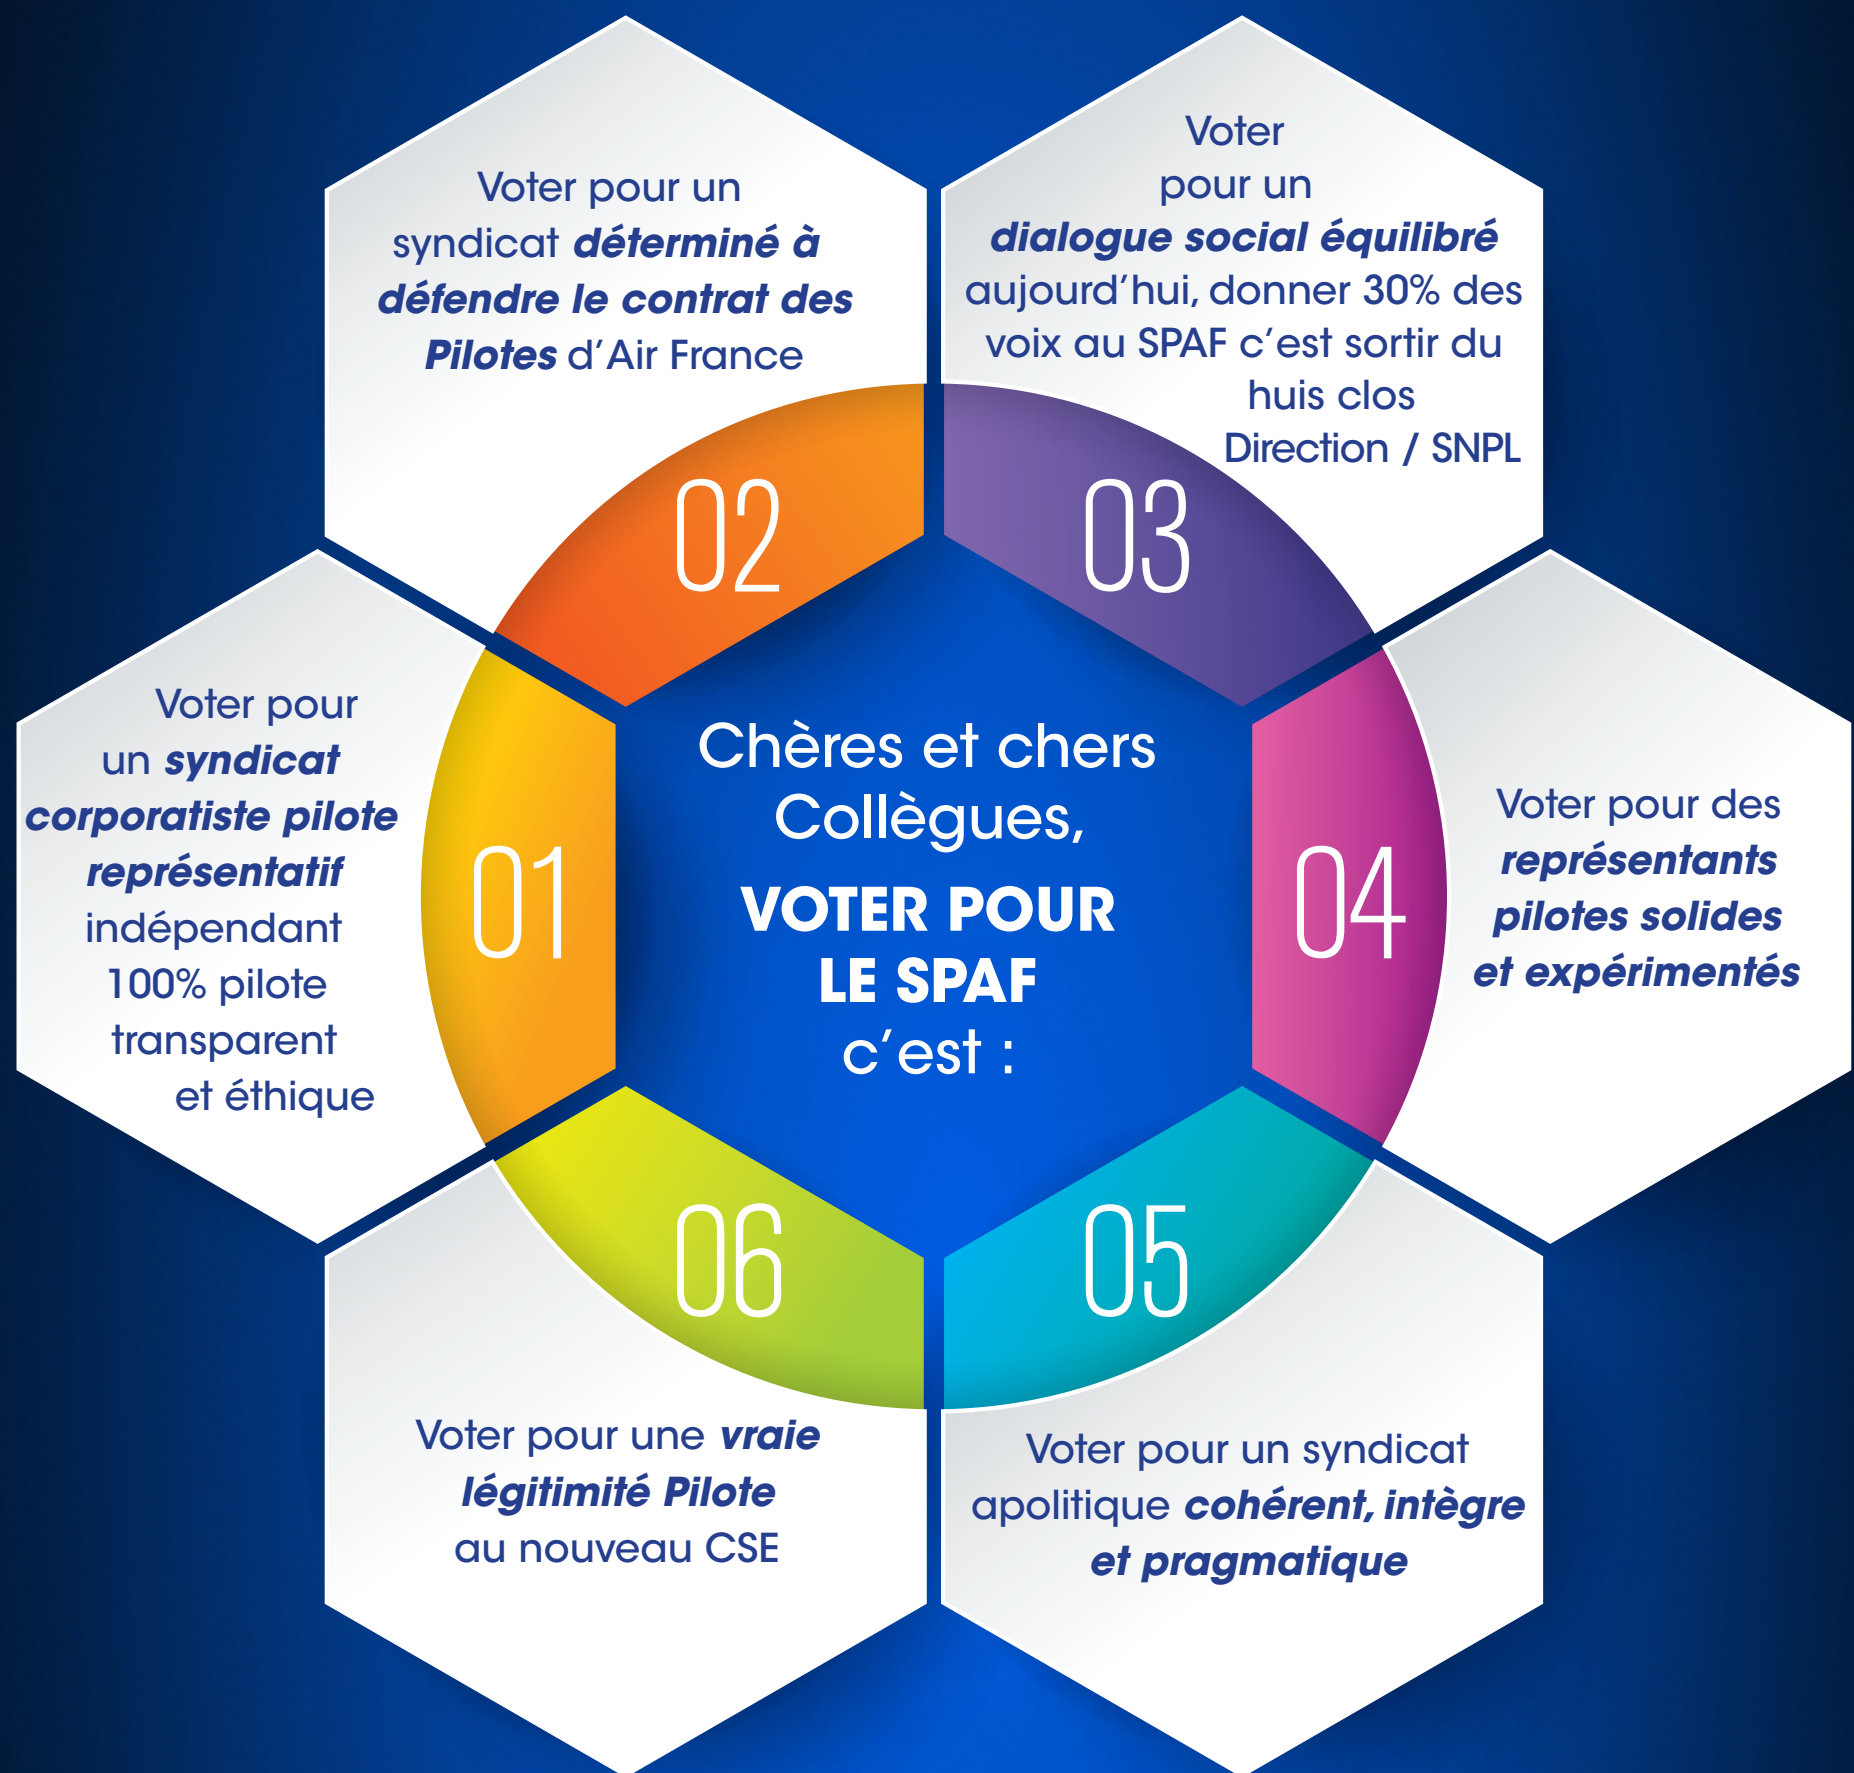 Chères et chers
Collègues,
VOTER POUR
LE SPAF
c'est :
01
Voter pour
un syndicat
corporatiste pilote
représentatif
indépendant
100% pilote
transparent
et éthique
02
Voter pour un
syndicat déterminé à
défendre le contrat des
Pilotes d'Air France
03
Voter
pour un
dialogue social équilibré
aujourd'hui, donner 30% des
voix au SPAF c'est sortir du
huis clos
Direction / SNPL
04
Voter pour des
représentants
pilotes solides
et expérimentés
05
Voter pour un syndicat
apolitique cohérent, intègre
et pragmatique
06
Voter pour une vraie
légitimité Pilote
au nouveau CSE